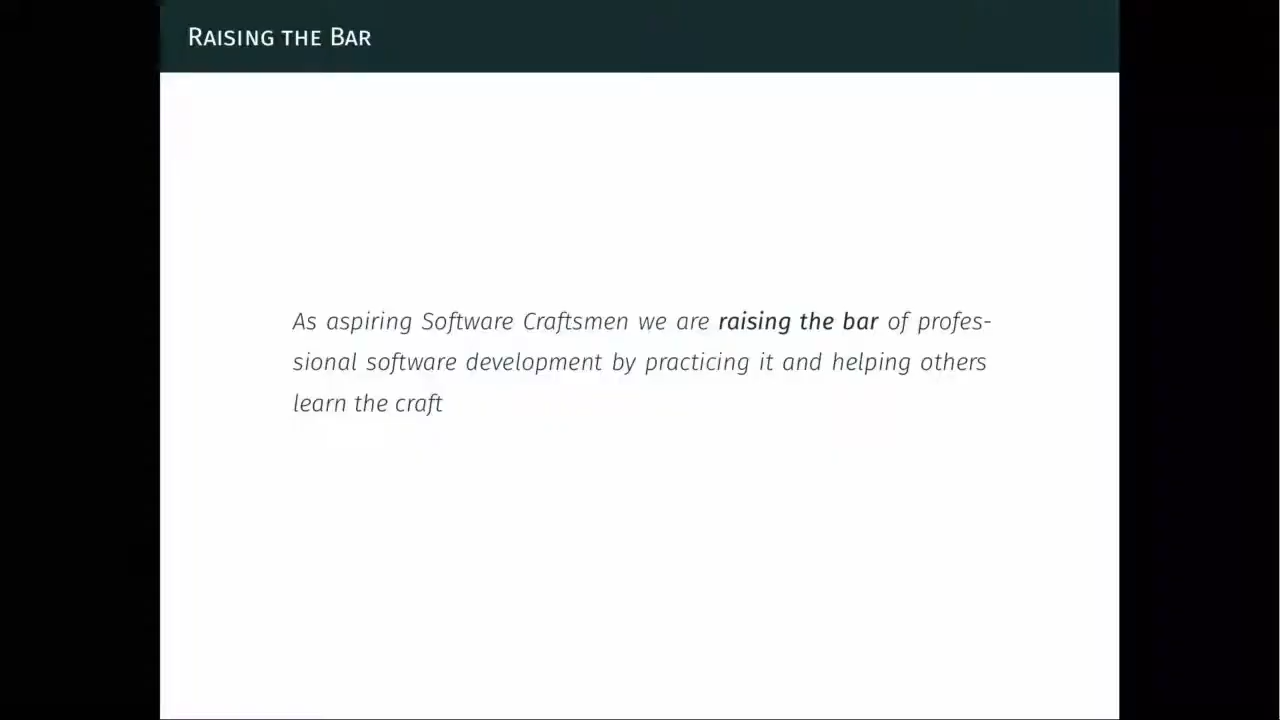 Raising the Bar
As aspiring Software Craftsmen we are raising the bar of profes-
sional software development by practicing it and helping others
learn the craft